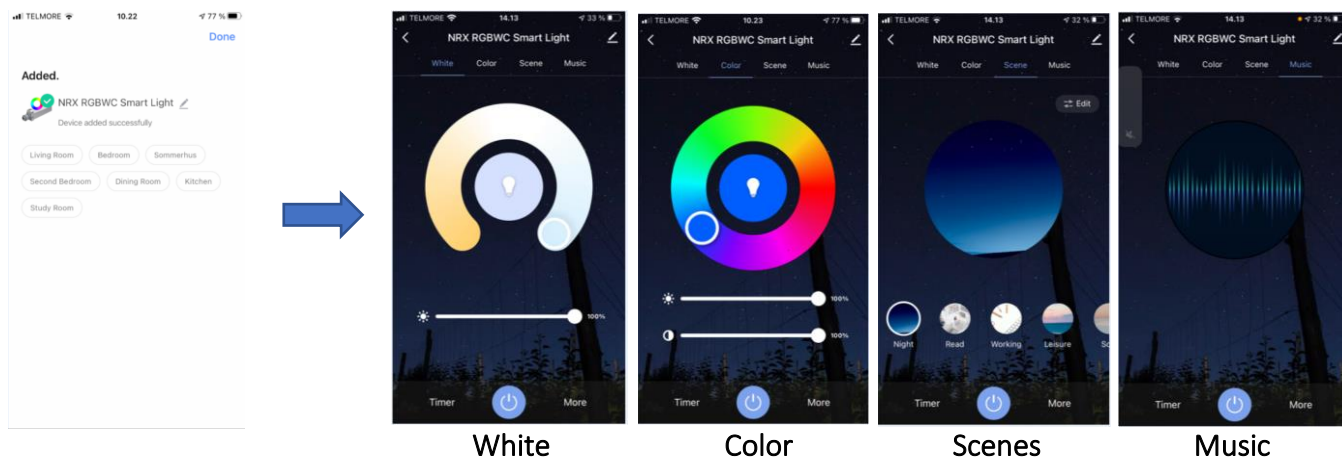 TELMORE 10.22 77 %
Done
Added.
NRX RGBWC Smart Light
Device added successfully
Living Room Bedroom Sommerhus
Second Bedroom Dining Room Kitchen
Study Room
TELMORE 14.13 33 %
NRX RGBWC Smart Light
White Color Scene Music
100%
Timer More
White
TELMORE 10.23 77 %
NRX RGBWC Smart Light
White Color Scene Music
100%
100%
Timer More
Color
TELMORE 14.13 32 %
NRX RGBWC Smart Light
White Color Scene Music
Edit
Night Read Working Leisure So
Timer More
Scenes
TELMORE 14.13 32 %
NRX RGBWC Smart Light
White Color Scene Music
Timer More
Music